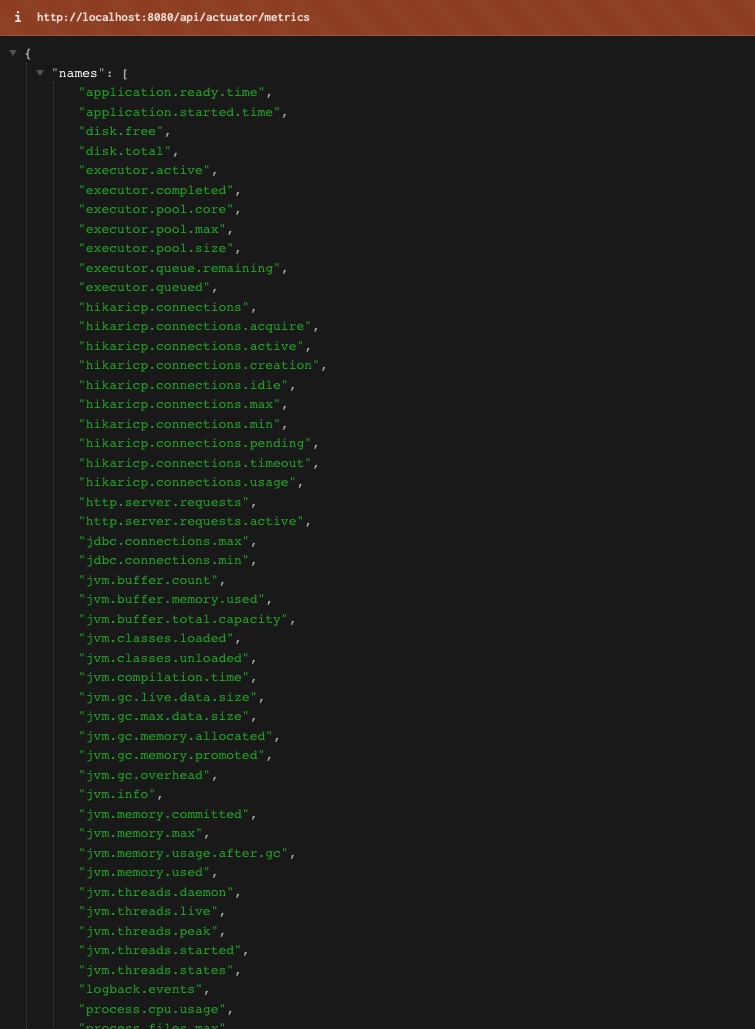 i http://localhost:8080/api/actuator/metrics
{
"names": [
"application.ready.time",
"application.started.time",
"disk.free",
"disk.total",
"executor.active",
"executor.completed",
"executor.pool.core",
"executor.pool.max",
"executor.pool.size",
"executor.queue.remaining",
"executor.queued",
"hikaricp.connections",
"hikaricp.connections.acquire",
"hikaricp.connections.active",
"hikaricp.connections.creation",
"hikaricp.connections.idle",
"hikaricp.connections.max",
"hikaricp.connections.min",
"hikaricp.connections.pending",
"hikaricp.connections.timeout",
"hikaricp.connections.usage",
"http.server.requests",
"http.server.requests.active",
"jdbc.connections.max",
"jdbc.connections.min",
"jvm.buffer.count",
"jvm.buffer.memory.used",
"jvm.buffer.total.capacity",
"jvm.classes.loaded",
"jvm.classes.unloaded",
"jvm.compilation.time",
"jvm.gc.live.data.size",
"jvm.gc.max.data.size",
"jvm.gc.memory.allocated",
"jvm.gc.memory.promoted",
"jvm.gc.overhead",
"jvm.info",
"jvm.memory.committed",
"jvm.memory.max",
"jvm.memory.usage.after.gc",
"jvm.memory.used",
"jvm.threads.daemon",
"jvm.threads.live",
"jvm.threads.peak",
"jvm.threads.started",
"jvm.threads.states",
"logback.events",
"process.cpu.usage",
"process.files.max"